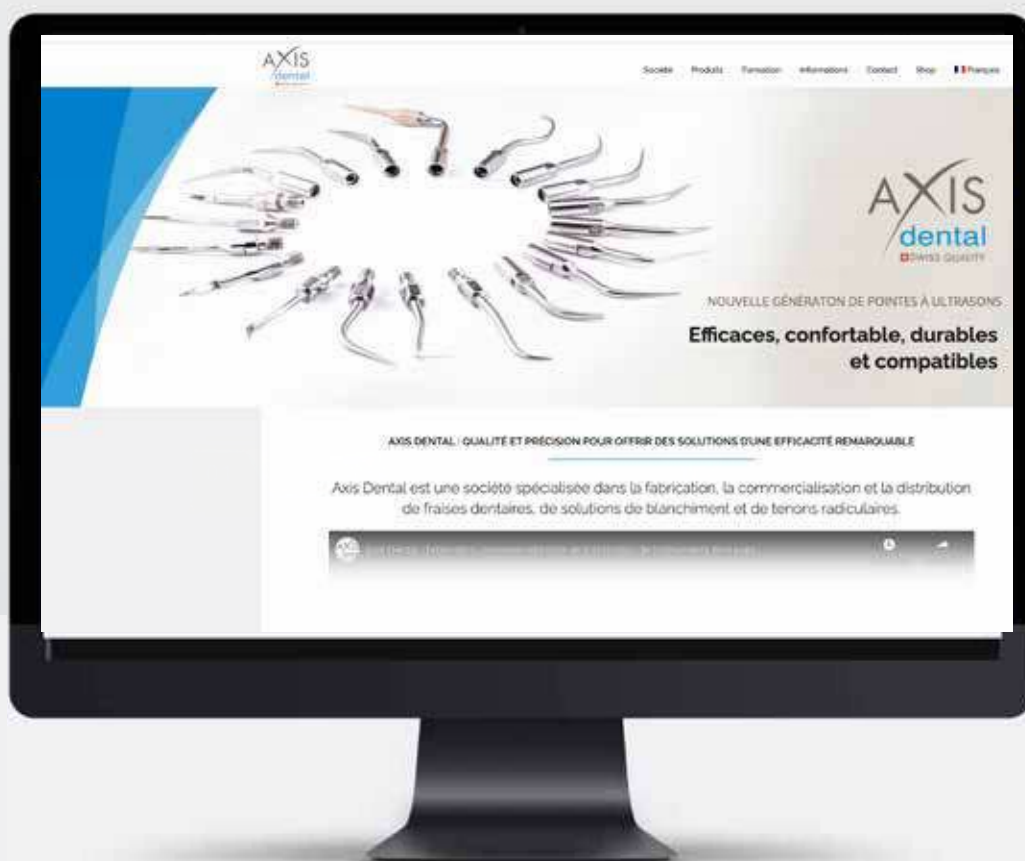 AXIS
dental
Société Produits Formation Informations Contact Shop Français
AXIS
dental
SWISS QUALITY
NOUVELLE GÉNÉRATON DE POINTES À ULTRASONS
Efficaces, confortable, durables
et compatibles
AXIS DENTAL : QUALITÉ ET PRÉCISION POUR OFFRIR DES SOLUTIONS D'UNE EFFICACITÉ REMARQUABLE
Axis Dental est une société spécialisée dans la fabrication, la commercialisation et la distribution
de fraises dentaires, de solutions de blanchiment et de tenons radiculaires.